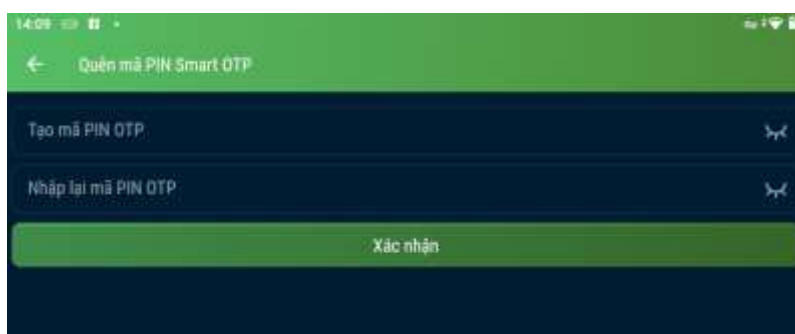 14:09
Quên mã PIN Smart OTP
Tạo mã PIN OTP
Nhập lại mã PIN OTP
Xác nhận